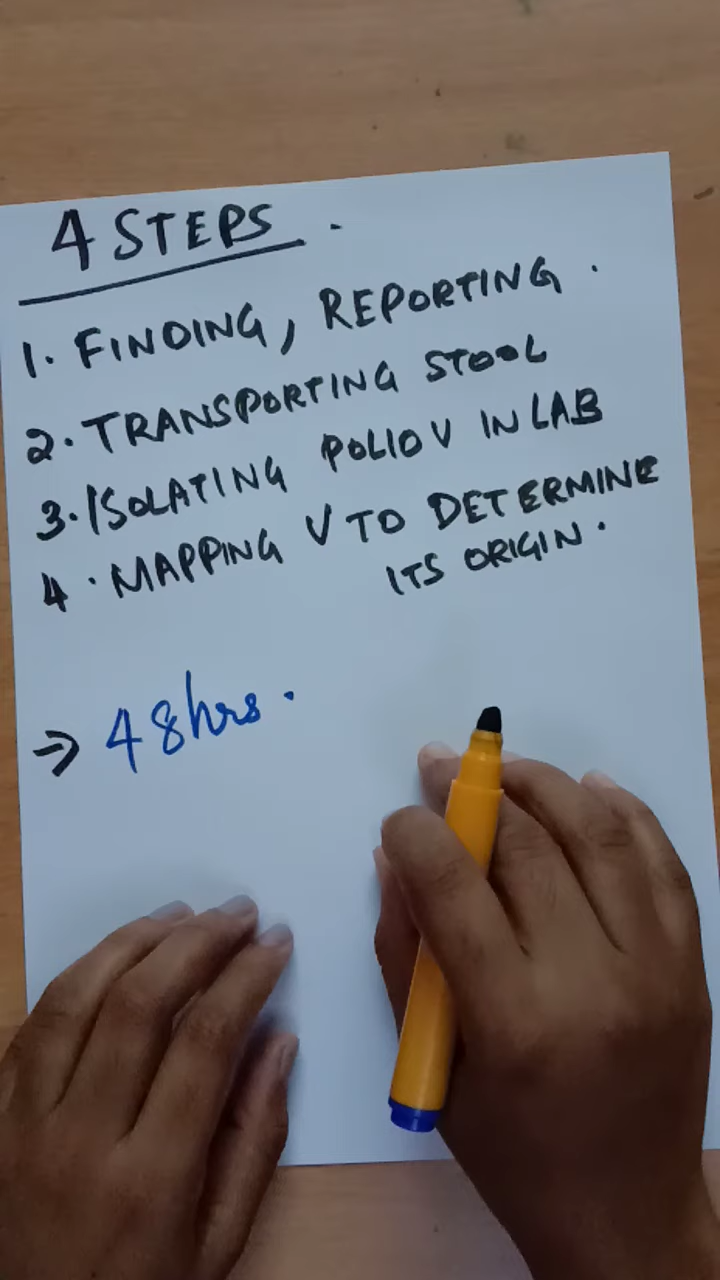 4 STEPS.
1. FINDING, REPORTING.
2. TRANSPORTING STOOL
3. ISOLATING POLIO V IN LAB
4. MAPPING V TO DETERMINE
ITS ORIGIN.
→ 48hrs.